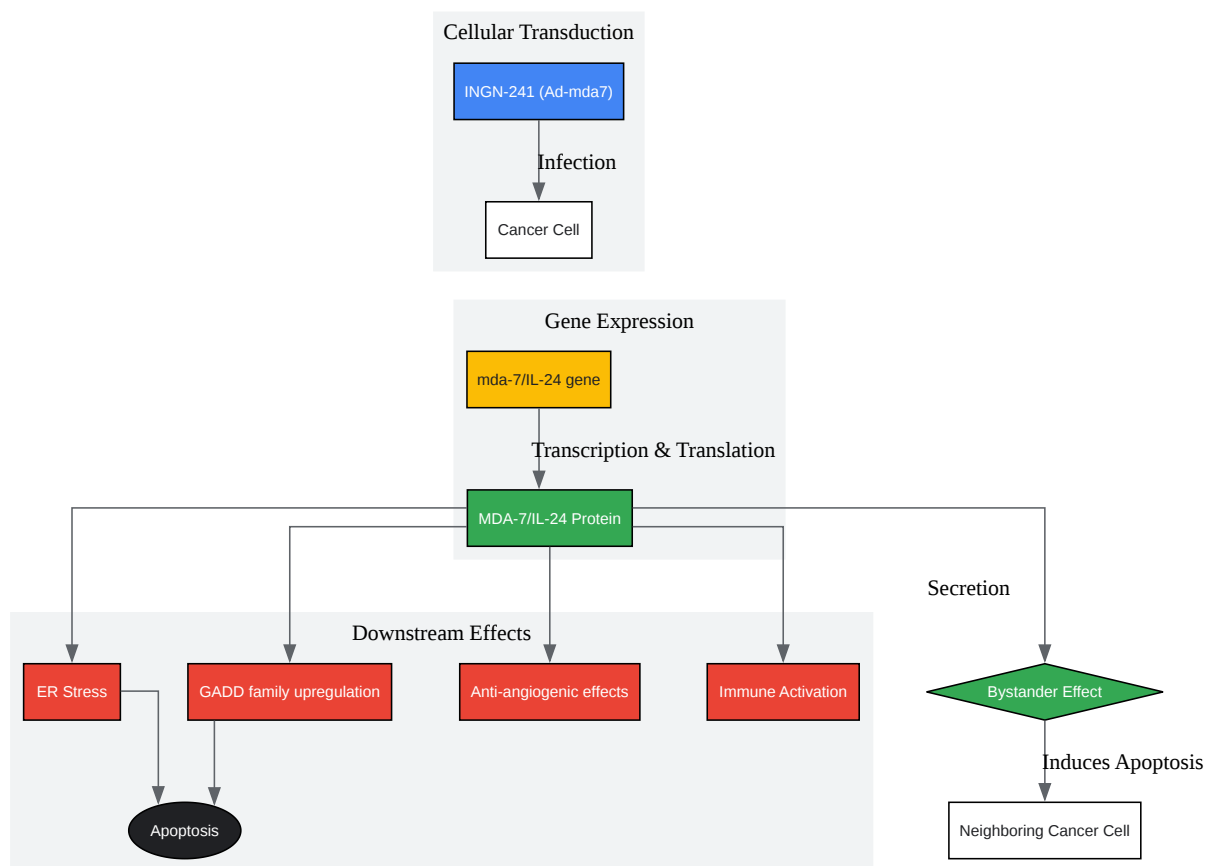 Cellular Transduction
INGN-241 (Ad-mda7)
Infection
Cancer Cell
Gene Expression
mda-7/IL-24 gene
Transcription & Translation
MDA-7/IL-24 Protein
Secretion
Downstream Effects
ER Stress
GADD family upregulation
Anti-angiogenic effects
Immune Activation
Bystander Effect
Induces Apoptosis
Apoptosis
Neighboring Cancer Cell